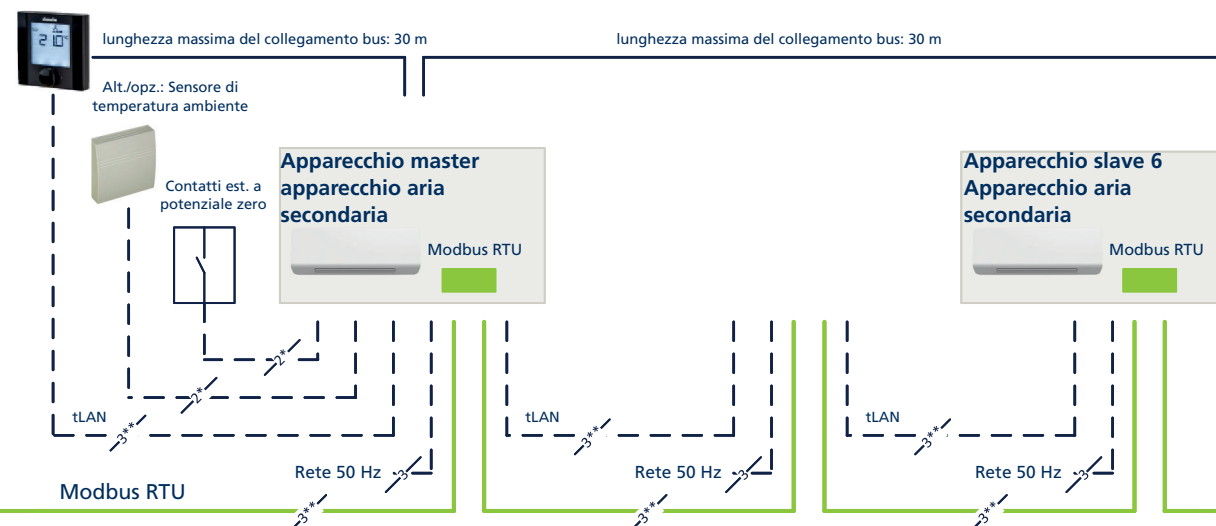 210
lunghezza massima del collegamento bus: 30 m
lunghezza massima del collegamento bus: 30 m
Alt./opz.: Sensore di
temperatura ambiente
Contatti est. a
potenziale zero
Apparecchio master
apparecchio aria
secondaria
Modbus RTU
Apparecchio slave 6
Apparecchio aria
secondaria
Modbus RTU
2*
2*
tLAN
3**
tLAN
3**
tLAN
3**
Rete 50 Hz
3
Rete 50 Hz
3
Rete 50 Hz
3
Modbus RTU
3**
3**
3**